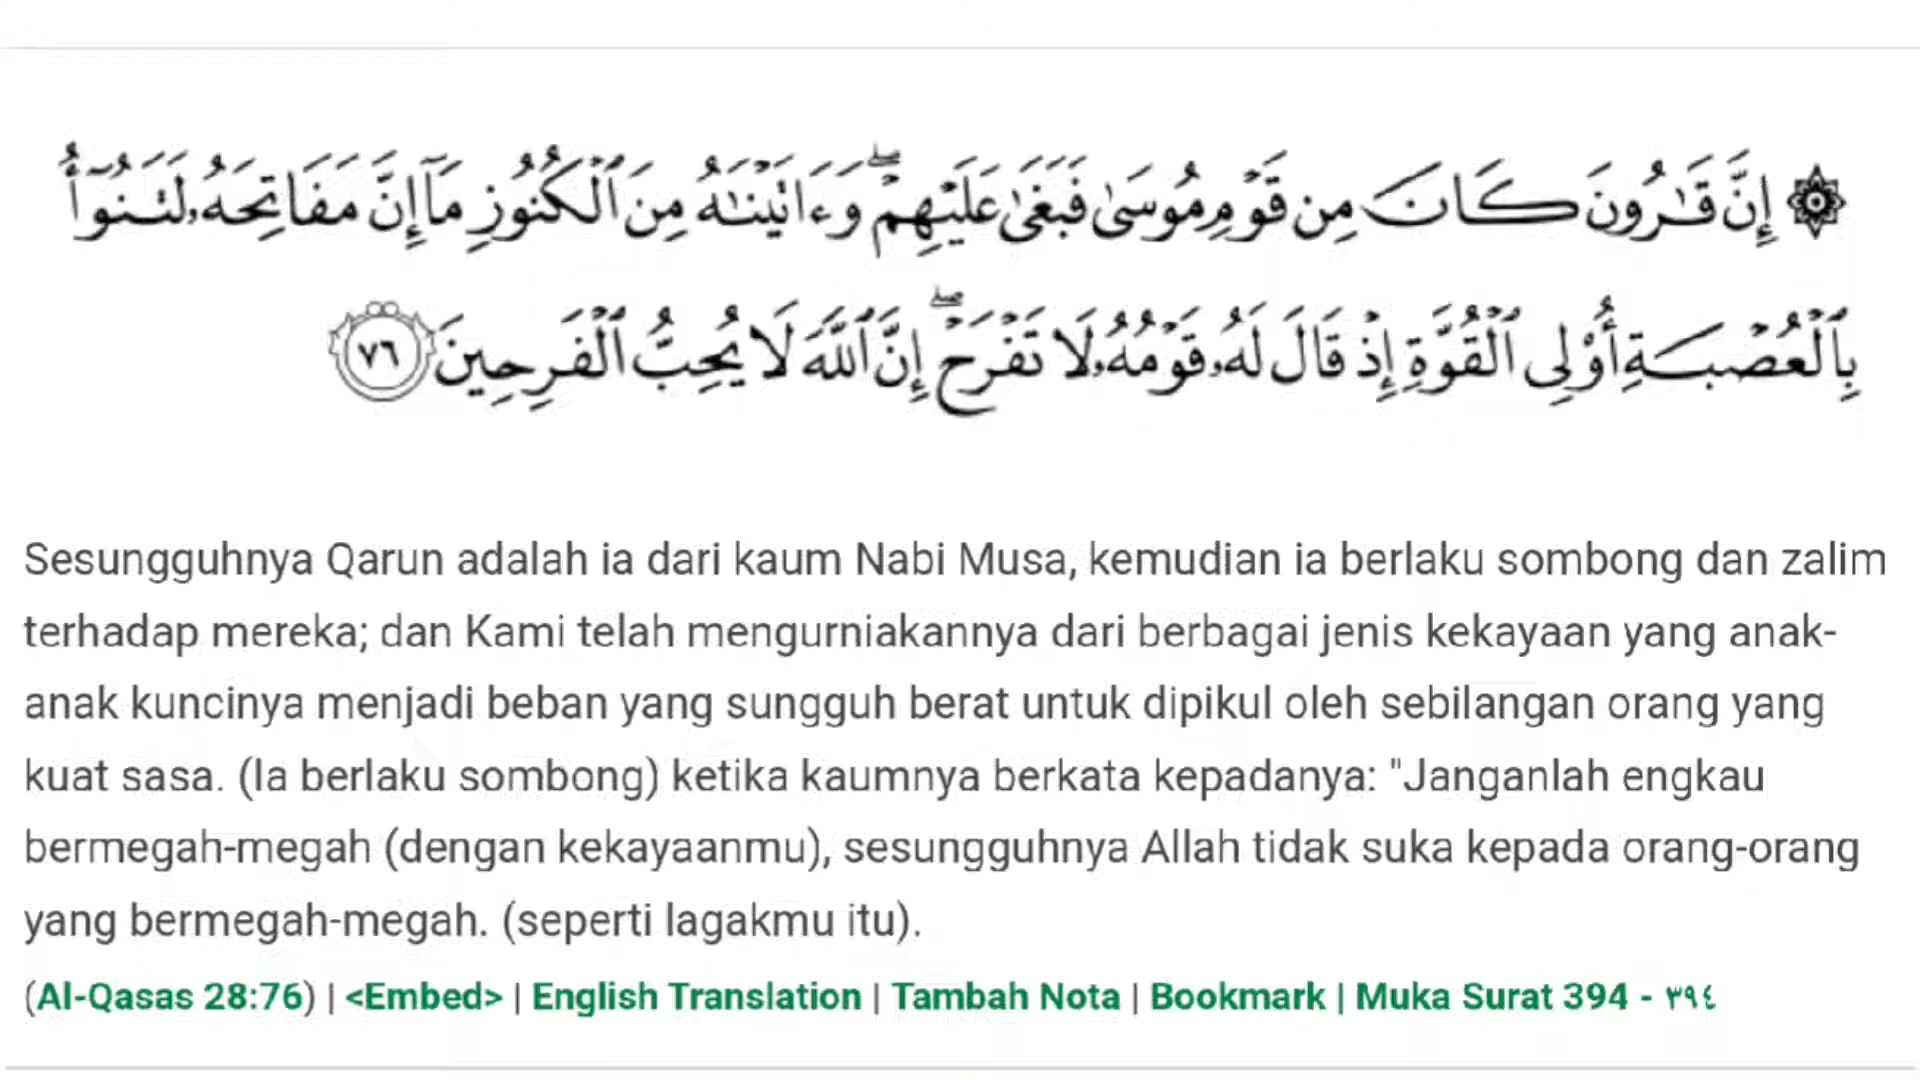 ۞ إِنَّ قَٰرُونَ كَانَ مِن قَوْمِ مُوسَىٰ فَبَغَىٰ عَلَيْهِمْ ۖ وَءَاتَيْنَٰهُ مِنَ ٱلْكُنُوزِ مَآ إِنَّ مَفَاتِحَهُۥ لَتَنُوٓأُ
بِٱلْعُصْبَةِ أُو۟لِى ٱلْقُوَّةِ إِذْ قَالَ لَهُۥ قَوْمُهُۥ لَا تَفْرَحْ ۖ إِنَّ ٱللَّهَ لَا يُحِبُّ ٱلْفَرِحِينَ ٧٦
Sesungguhnya Qarun adalah ia dari kaum Nabi Musa, kemudian ia berlaku sombong dan zalim
terhadap mereka; dan Kami telah mengurniakannya dari berbagai jenis kekayaan yang anak-
anak kuncinya menjadi beban yang sungguh berat untuk dipikul oleh sebilangan orang yang
kuat sasa. (Ia berlaku sombong) ketika kaumnya berkata kepadanya: "Janganlah engkau
bermegah-megah (dengan kekayaanmu), sesungguhnya Allah tidak suka kepada orang-orang
yang bermegah-megah. (seperti lagakmu itu).
(Al-Qasas 28:76) | <Embed> | English Translation | Tambah Nota | Bookmark | Muka Surat 394 - ٣٩٤